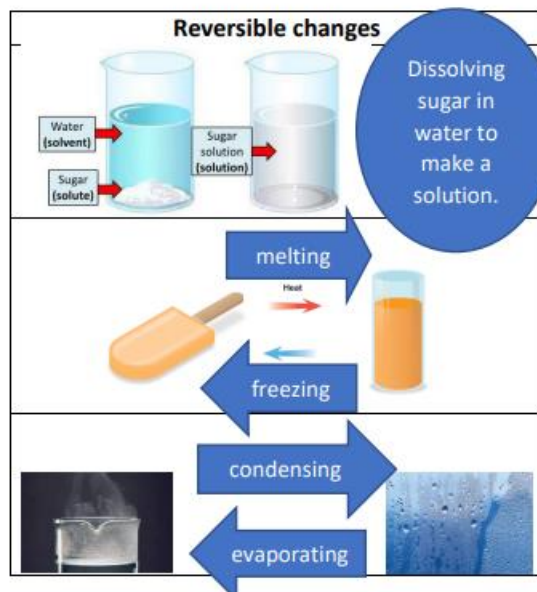 Reversible changes
Water
(solvent)
Sugar
(solute)
Sugar
solution
(solution)
Dissolving
sugar in
water to
make a
solution.
melting
Heat
freezing
condensing
evaporating